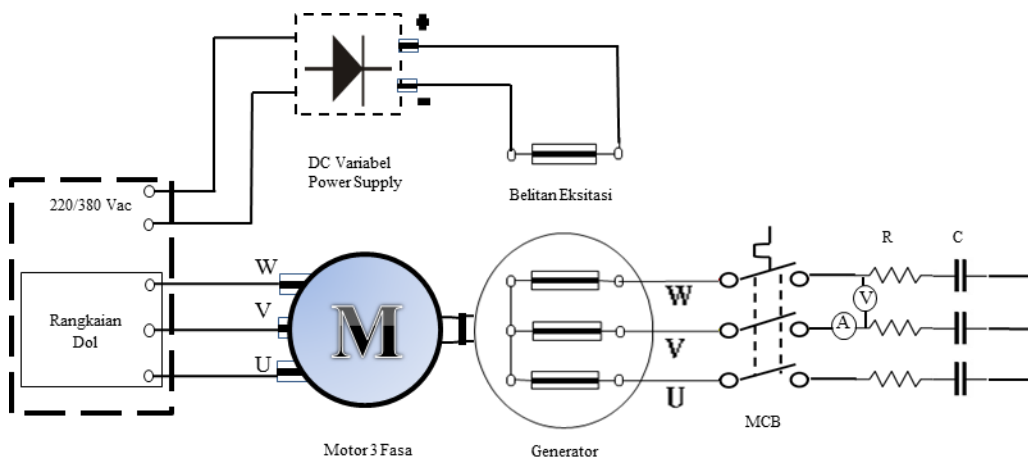 +
-
DC Variabel
Power Supply
Belitan Eksitasi
220/380 Vac
Rangkaian
Dol
W
V
U
M
Motor 3 Fasa
Generator
W
V
U
MCB
R
C
V
A